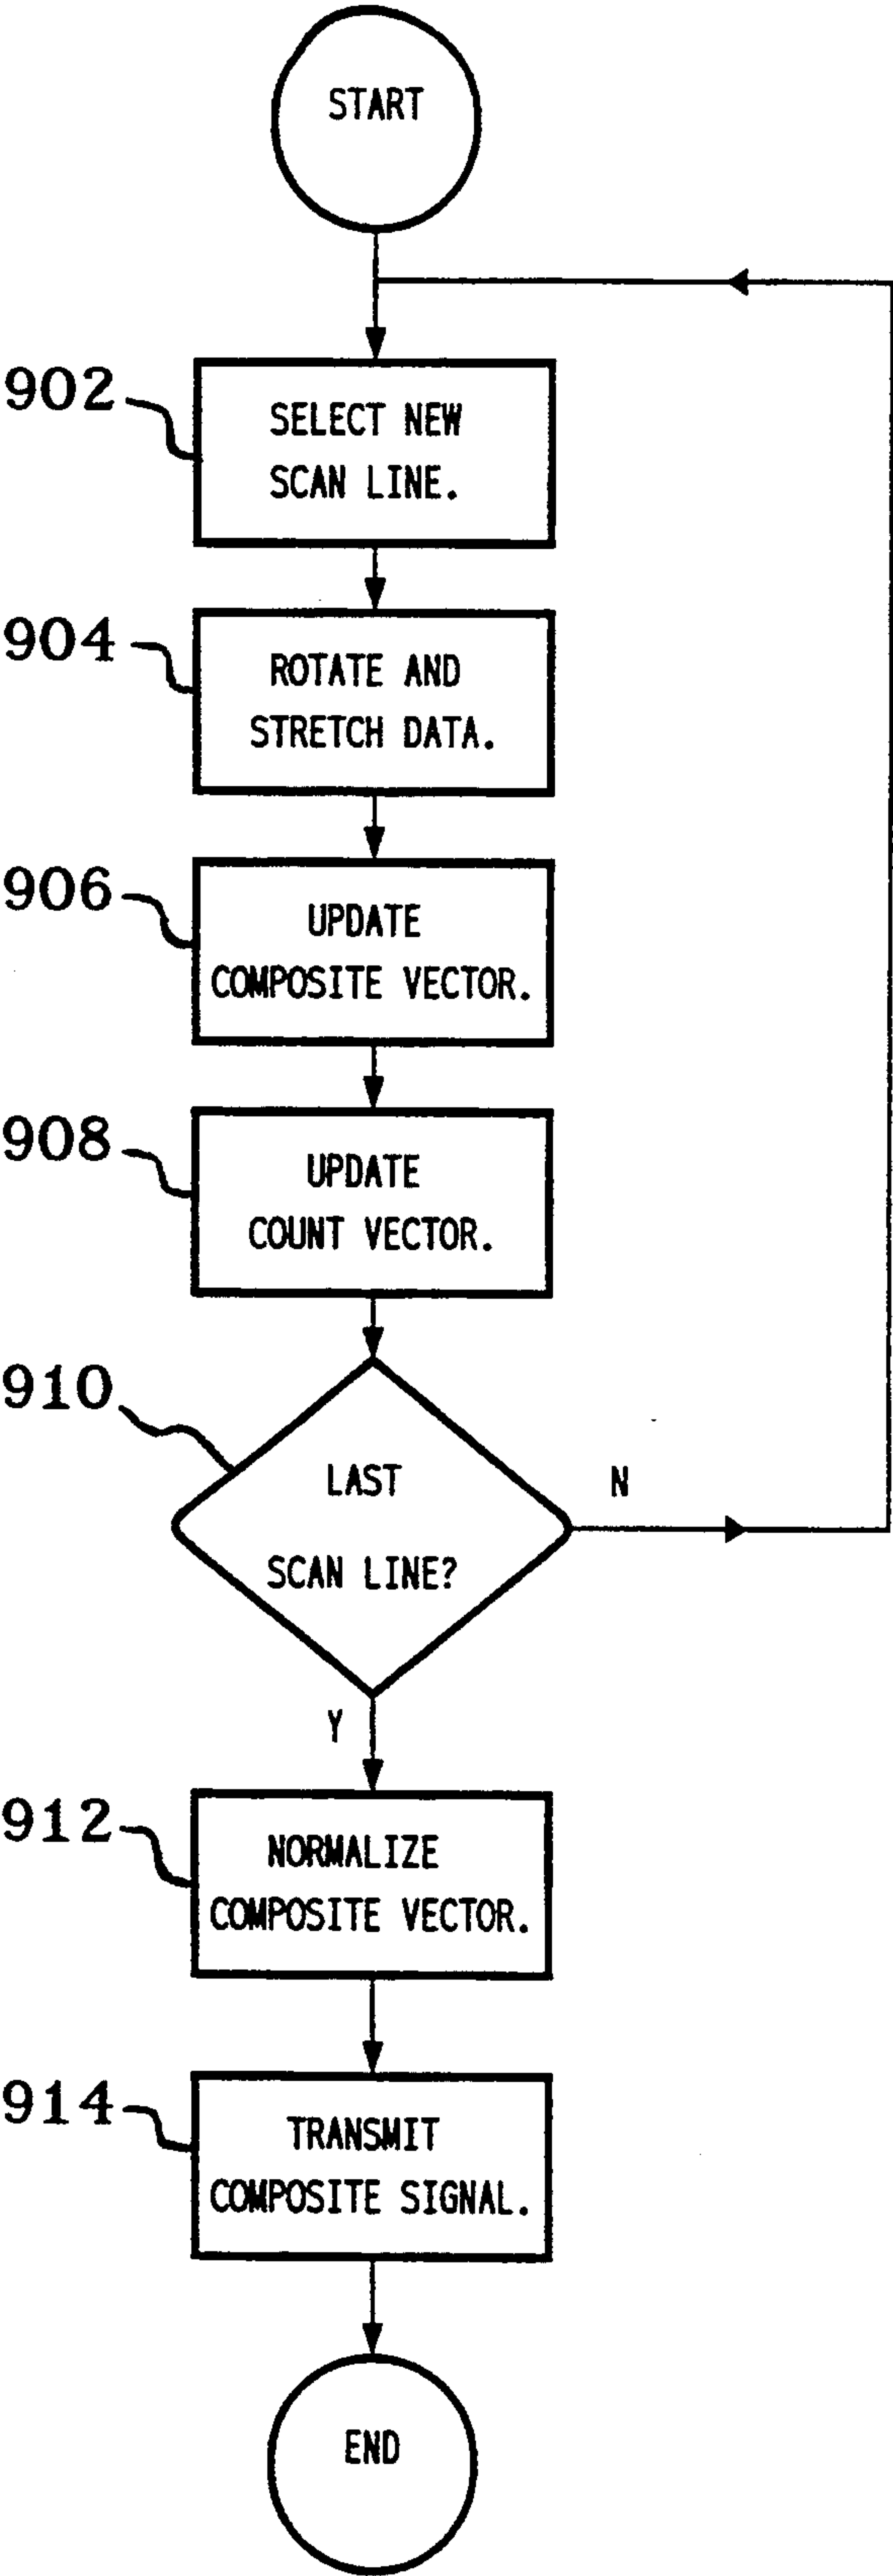 START
902
SELECT NEW
SCAN LINE.
904
ROTATE AND
STRETCH DATA.
906
UPDATE
COMPOSITE VECTOR.
908
UPDATE
COUNT VECTOR.
910
LAST
SCAN LINE?
N
Y
912
NORMALIZE
COMPOSITE VECTOR.
914
TRANSMIT
COMPOSITE SIGNAL.
END